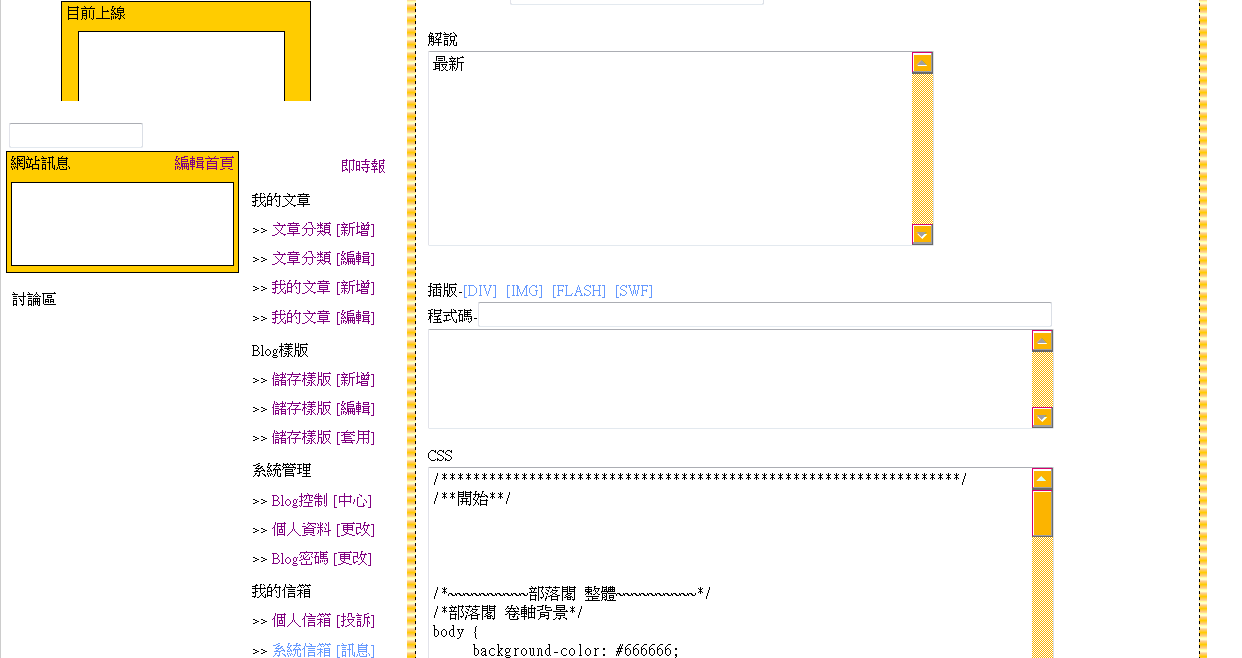 目前上線
網站訊息 編輯首頁
討論區
即時報
我的文章
>> 文章分類 [新增]
>> 文章分類 [編輯]
>> 我的文章 [新增]
>> 我的文章 [編輯]
Blog樣版
>> 儲存樣版 [新增]
>> 儲存樣版 [編輯]
>> 儲存樣版 [套用]
系統管理
>> Blog控制 [中心]
>> 個人資料 [更改]
>> Blog密碼 [更改]
我的信箱
>> 個人信箱 [投訴]
>> 系統信箱 [訊息]
解說
最新
插版-[DIV] [IMG] [FLASH] [SWF]
程式碼-
CSS
/*****************************************************************/
/**開始**/
/*~~~~~~~~~~部落閣 整體~~~~~~~~~~*/
/*部落閣 卷軸背景*/
body {
background-color: #666666;